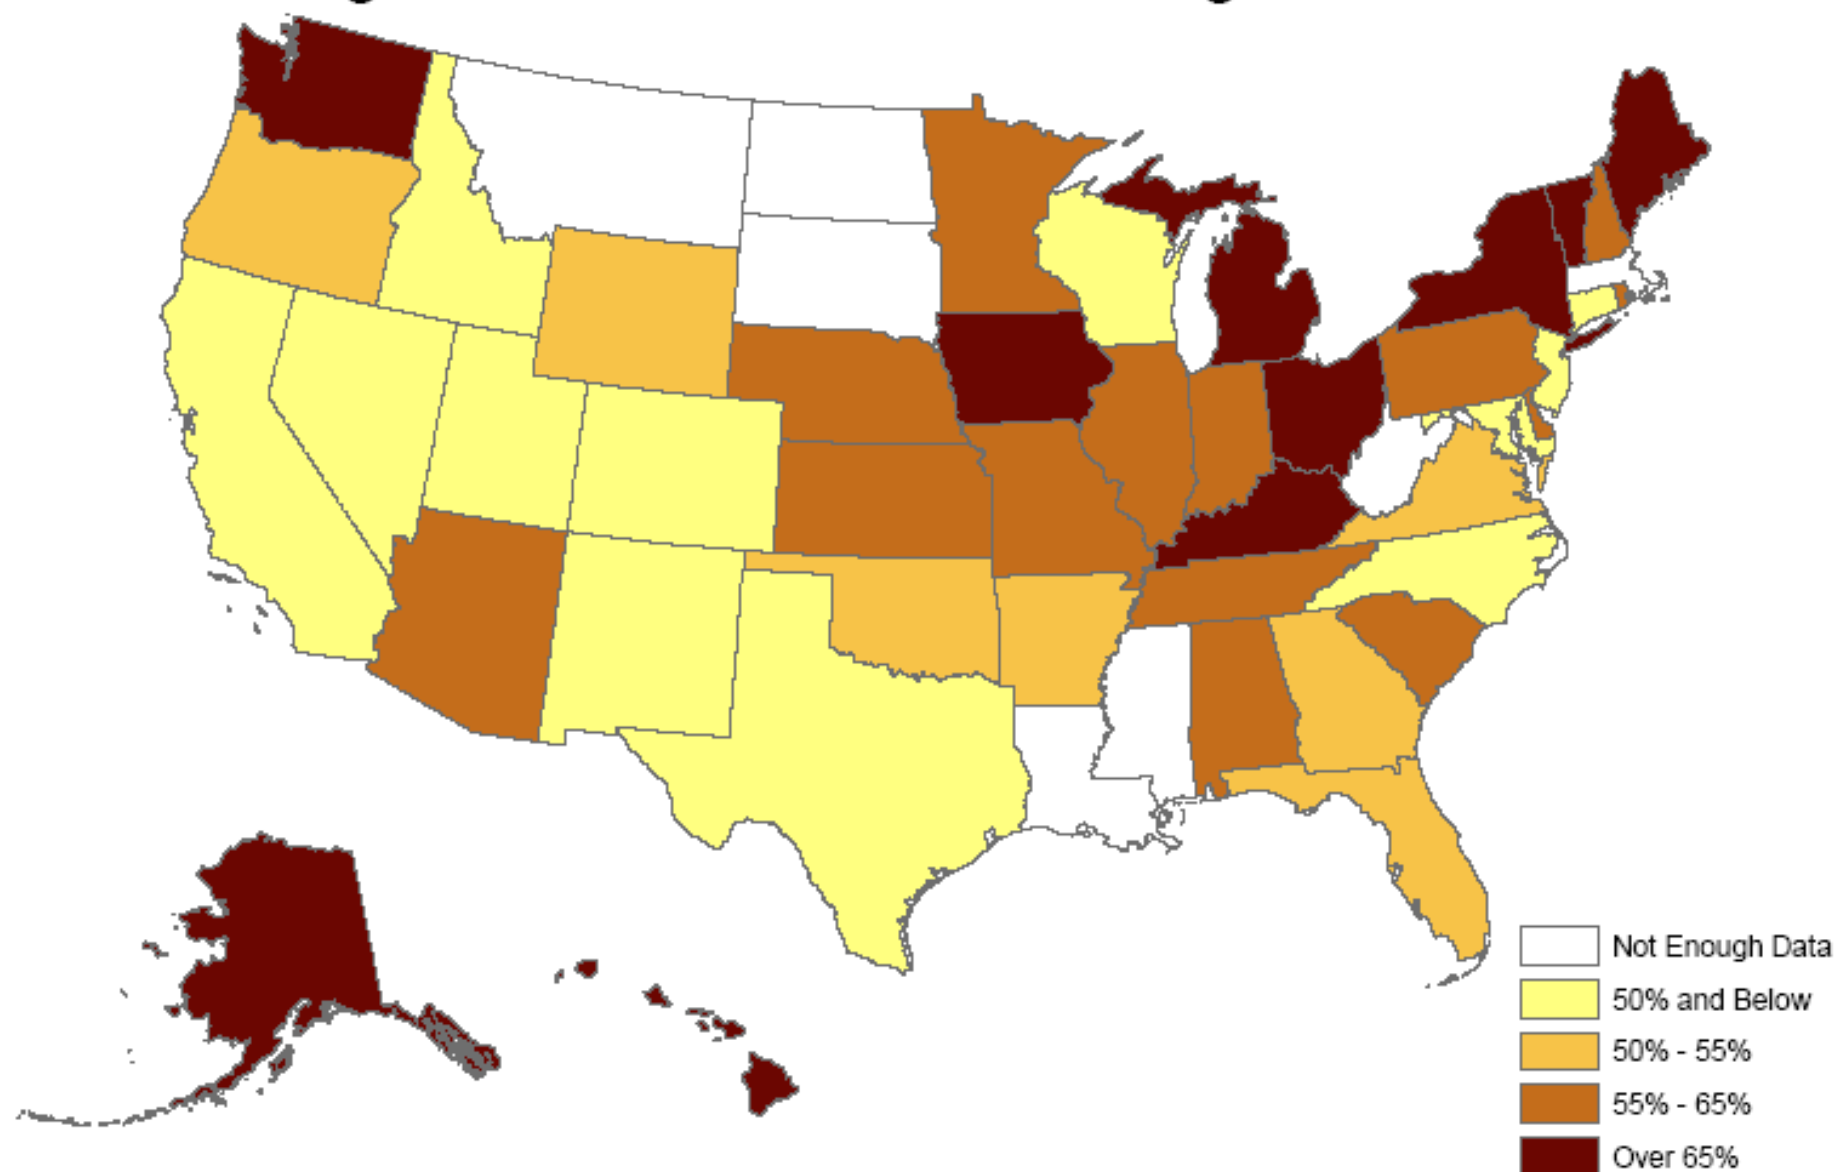 Not Enough Data
50% and Below
50% - 55%
55% - 65%
Over 65%